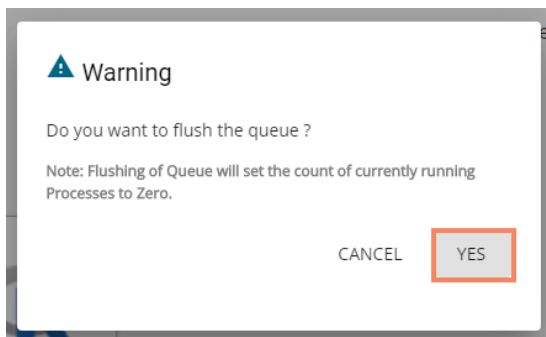 Warning
Do you want to flush the queue ?
Note: Flushing of Queue will set the count of currently running
Processes to Zero.
CANCEL YES